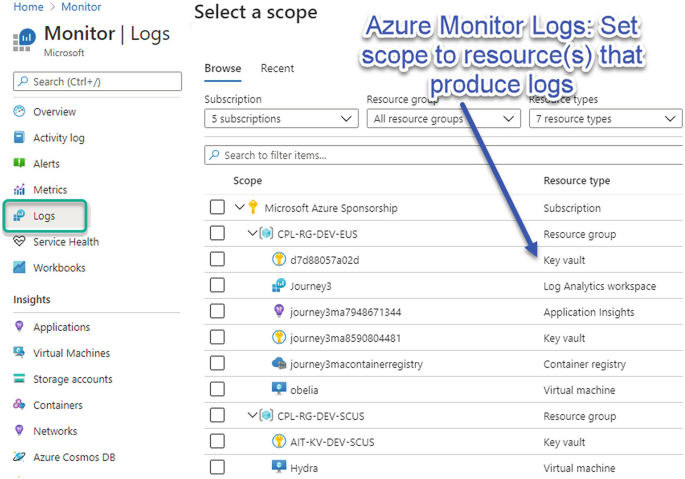 Home > Monitor
Monitor | Logs
Microsoft
Search (Ctrl+/)
Overview
Activity log
Alerts
Metrics
Logs
Service Health
Workbooks
Insights
Applications
Virtual Machines
Storage accounts
Containers
Networks
Azure Cosmos DB
Select a scope
Azure Monitor Logs: Set
scope to resource(s) that
produce logs
Browse Recent
Subscription Resource group Resource types
5 subscriptions All resource groups 7 resource types
Search to filter items...
Scope Resource type
Microsoft Azure Sponsorship Subscription
CPL-RG-DEV-EUS Resource group
d7d88057a02d Key vault
Journey3 Log Analytics workspace
journey3ma7948671344 Application Insights
journey3ma8590804481 Key vault
journey3macontainerregistry Container registry
obelia Virtual machine
CPL-RG-DEV-SCUS Resource group
AIT-KV-DEV-SCUS Key vault
Hydra Virtual machine